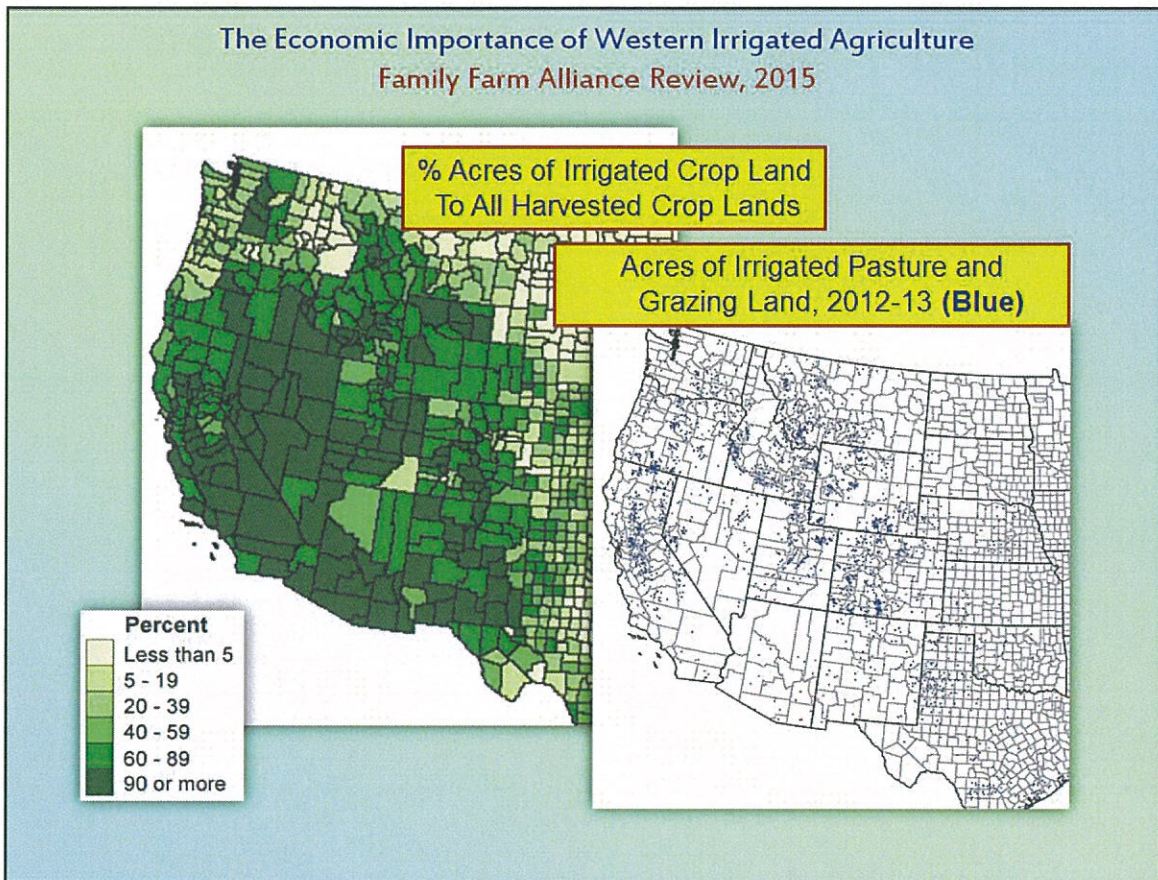 The Economic Importance of Western Irrigated Agriculture
Family Farm Alliance Review, 2015
% Acres of Irrigated Crop Land
To All Harvested Crop Lands
Acres of Irrigated Pasture and
Grazing Land, 2012-13 (Blue)
Percent
Less than 5
5 - 19
20 - 39
40 - 59
60 - 89
90 or more